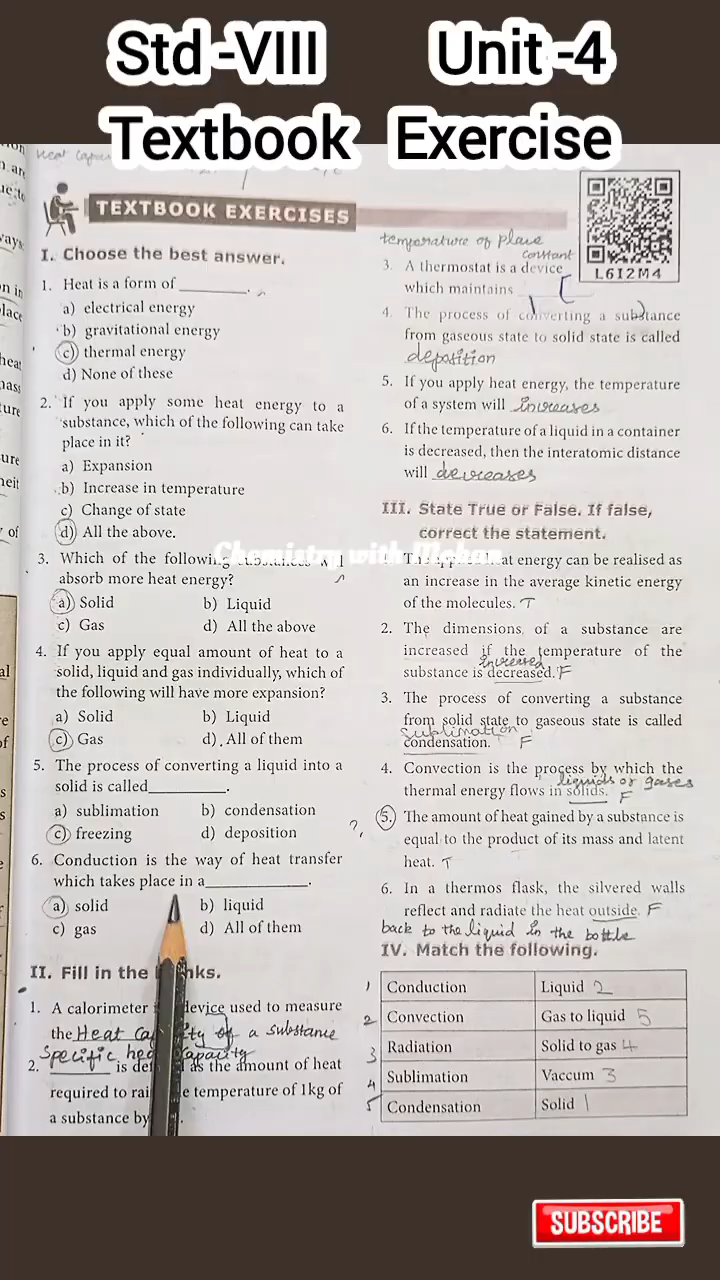 Std-VIII Unit-4
Textbook Exercise
TEXTBOOK EXERCISES
I. Choose the best answer.
1. Heat is a form of ____________.
a) electrical energy
b) gravitational energy
c) thermal energy
d) None of these
2. If you apply some heat energy to a
substance, which of the following can take
place in it?
a) Expansion
b) Increase in temperature
c) Change of state
d) All the above.
3. Which of the following
absorb more heat energy?
a) Solid b) Liquid
c) Gas d) All the above
4. If you apply equal amount of heat to a
solid, liquid and gas individually, which of
the following will have more expansion?
a) Solid b) Liquid
c) Gas d) All of them
5. The process of converting a liquid into a
solid is called____________.
a) sublimation b) condensation
c) freezing d) deposition
6. Conduction is the way of heat transfer
which takes place in a____________.
a) solid b) liquid
c) gas d) All of them
II. Fill in the
1. A calorimeter device used to measure
the Heat of a substance
Specific
2. ________ is as the amount of heat
required to temperature of 1kg of
a substance by
L6I2M4
temperature of place
constant
3. A thermostat is a device
which maintains
4. The process of converting a substance
from gaseous state to solid state is called
deposition
5. If you apply heat energy, the temperature
of a system will increases
6. If the temperature of a liquid in a container
is decreased, then the interatomic distance
will decreases
III. State True or False. If false,
correct the statement.
Chemistry with Mohan
energy can be realised as
an increase in the average kinetic energy
of the molecules. T
2. The dimensions of a substance are
increased if the temperature of the
increased
substance is decreased. F
3. The process of converting a substance
from solid state to gaseous state is called
sublimation
condensation. F
4. Convection is the process by which the
liquids or gases
thermal energy flows in solids. F
5. The amount of heat gained by a substance is
equal to the product of its mass and latent
heat. T
6. In a thermos flask, the silvered walls
reflect and radiate the heat outside. F
back to the liquid in the bottle
IV. Match the following.
1 Conduction Liquid 2
2 Convection Gas to liquid 5
3 Radiation Solid to gas 4
4 Sublimation Vaccum 3
5 Condensation Solid 1
SUBSCRIBE